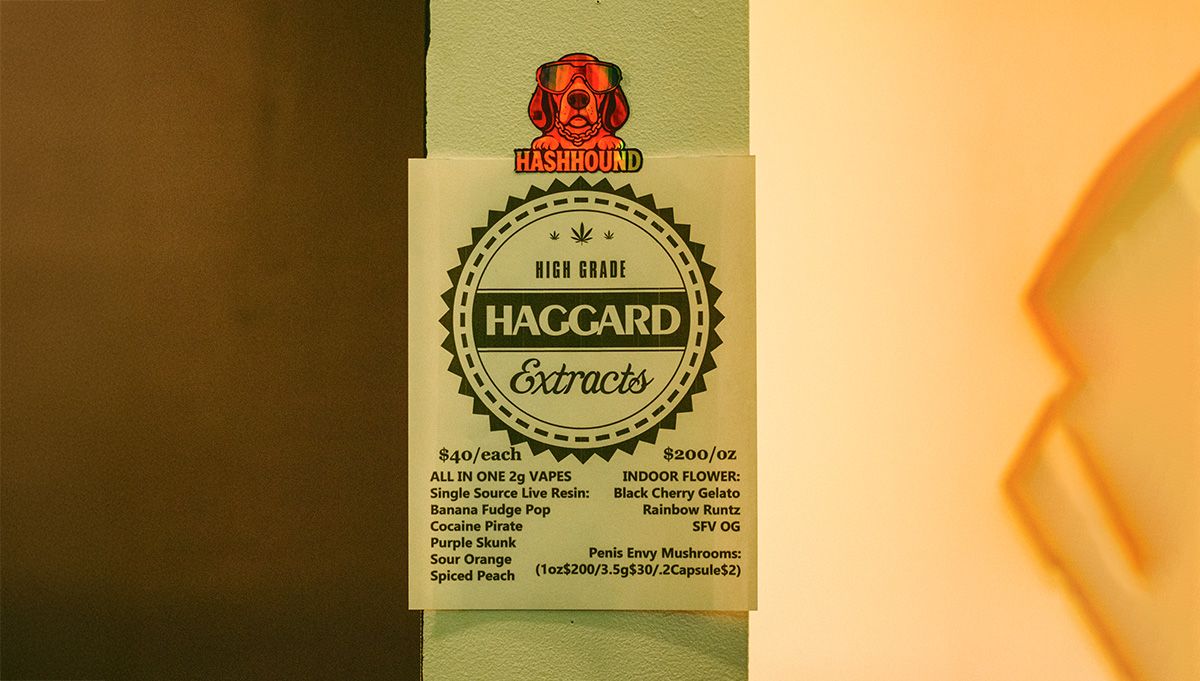 HASHHOUND
HIGH GRADE
HAGGARD
Extracts
$40/each
ALL IN ONE 2g VAPES
Single Source Live Resin:
Banana Fudge Pop
Cocaine Pirate
Purple Skunk
Sour Orange
Spiced Peach
$200/oz
INDOOR FLOWER:
Black Cherry Gelato
Rainbow Runtz
SFV OG
Penis Envy Mushrooms:
(1oz$200/3.5g$30/.2Capsule$2)